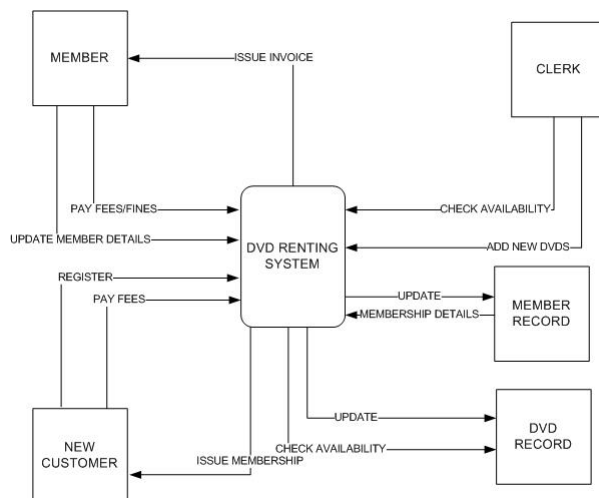 MEMBER
ISSUE INVOICE
CLERK
PAY FEES/FINES
CHECK AVAILABILITY
UPDATE MEMBER DETAILS
DVD RENTING
SYSTEM
ADD NEW DVDS
REGISTER
PAY FEES
UPDATE
MEMBERSHIP DETAILS
MEMBER
RECORD
UPDATE
CHECK AVAILABILITY
DVD
RECORD
NEW
CUSTOMER
ISSUE MEMBERSHIP